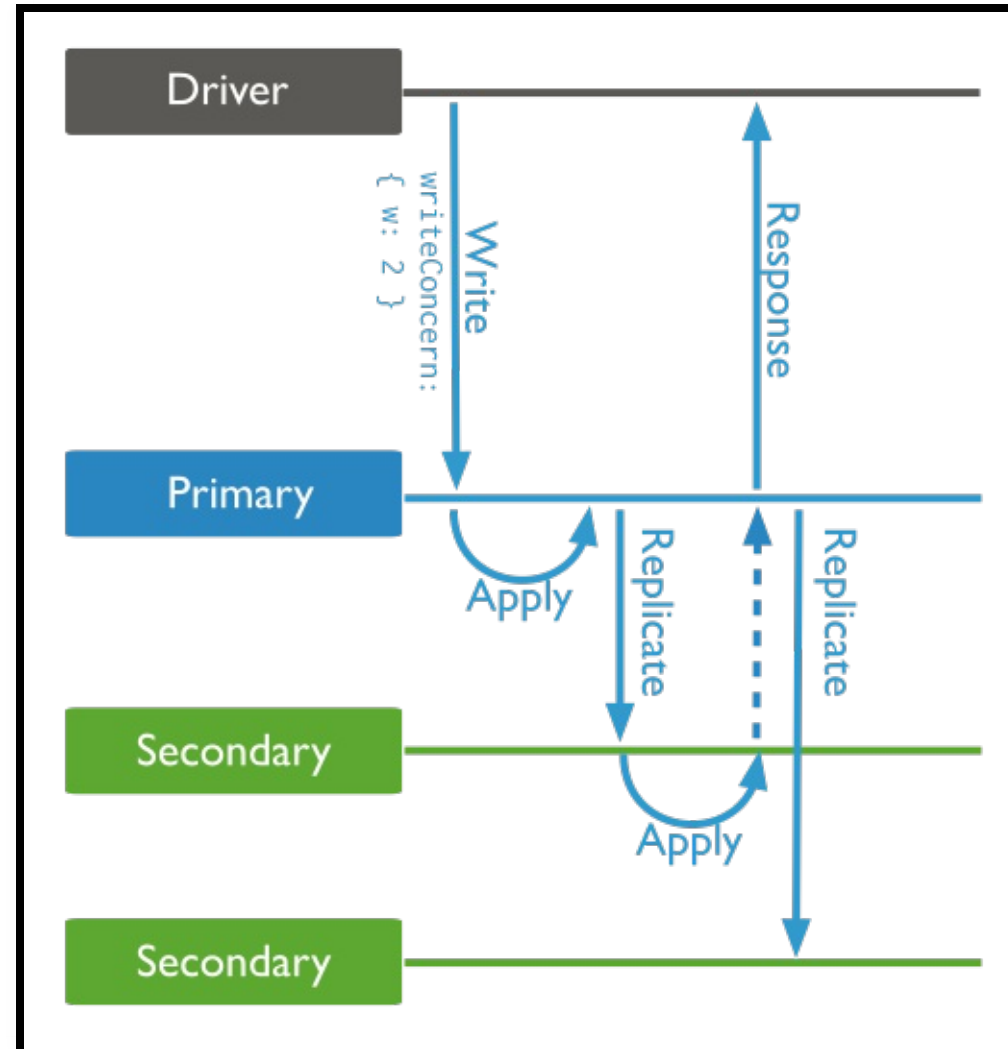 Driver
Write
writeConcern:
{ w: 2 }
Response
Primary
Apply
Replicate
Replicate
Secondary
Apply
Secondary